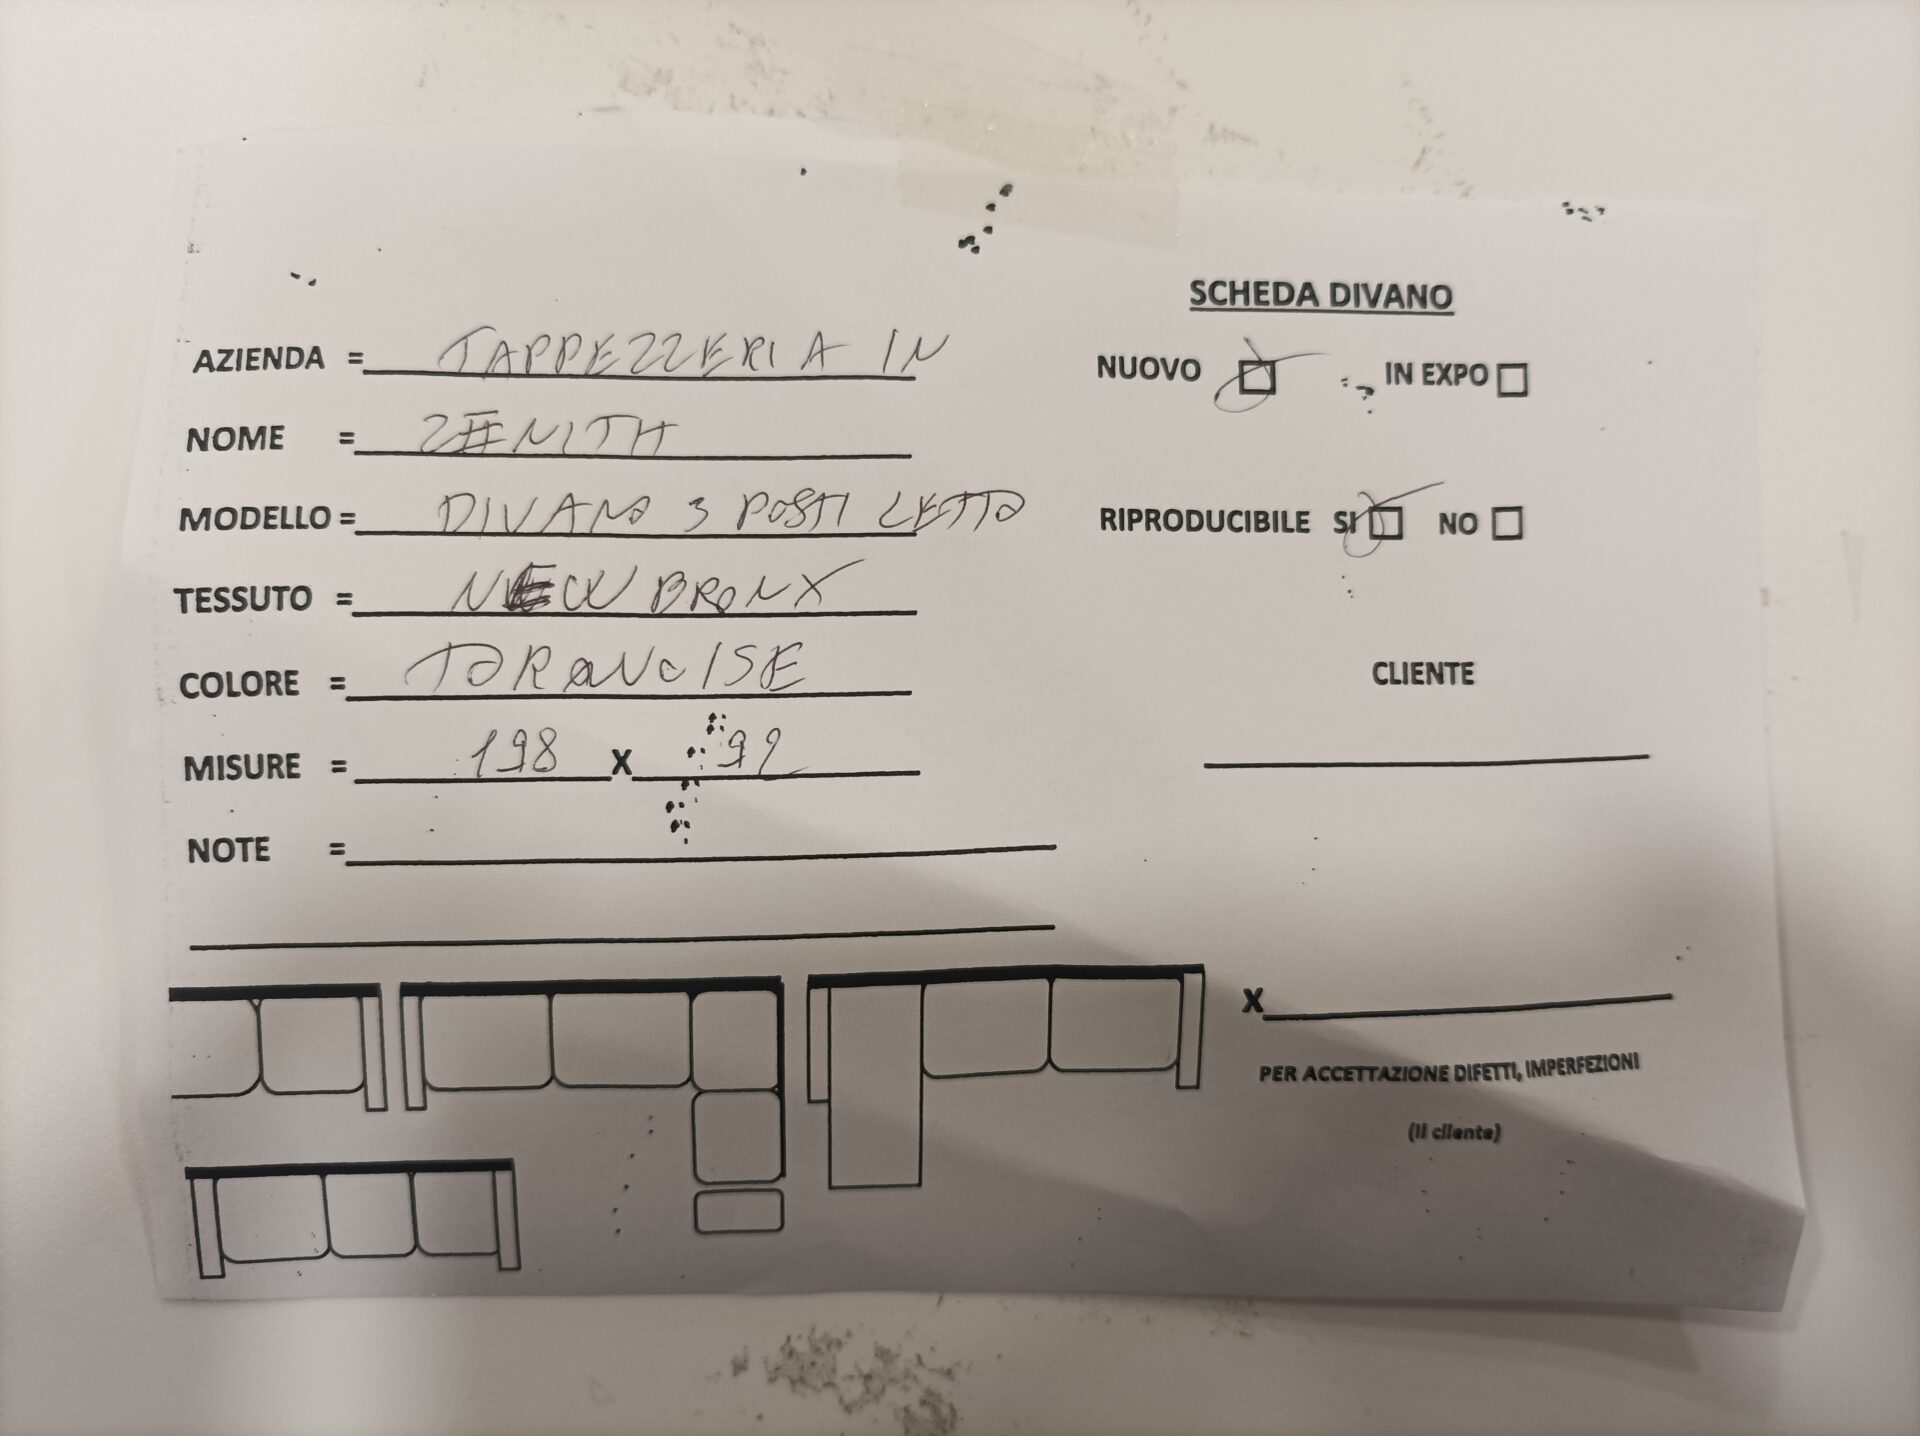 SCHEDA DIVANO
AZIENDA = TAPPEZZERIA IN
NUOVO IN EXPO
NOME = ZENITH
MODELLO = DIVANO 3 POSTI LETTO
RIPRODUCIBILE SI NO
TESSUTO = NEW BRONX
COLORE = TORQUOISE
CLIENTE
MISURE = 198 X 92
NOTE =
X
PER ACCETTAZIONE DIFETTI, IMPERFEZIONI
(Il cliente)